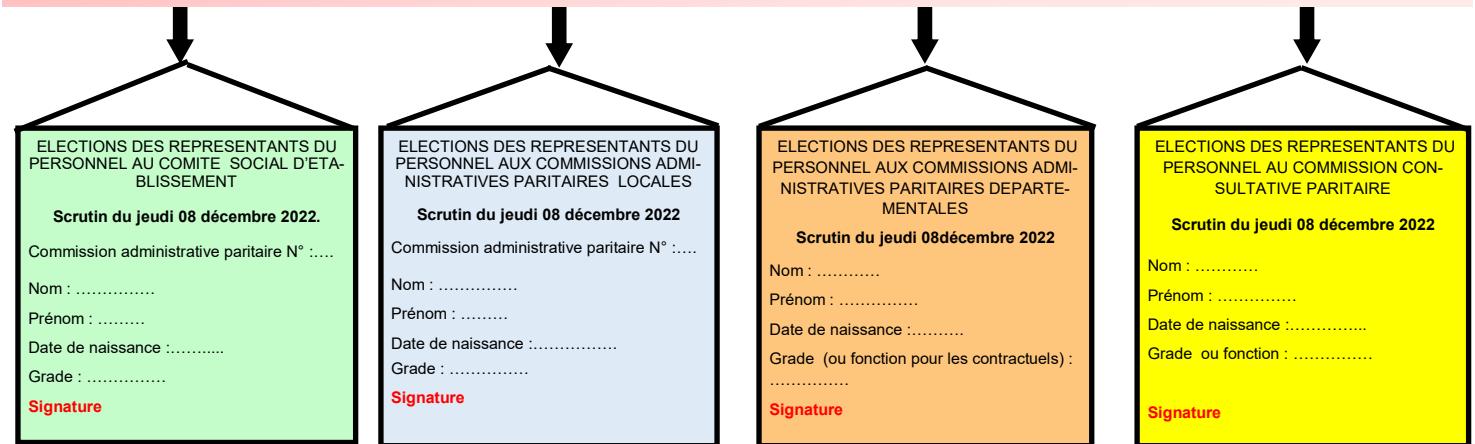 ELECTIONS DES REPRESENTANTS DU
PERSONNEL AU COMITE SOCIAL D'ETA-
BLISSEMENT
Scrutin du jeudi 08 décembre 2022.
Commission administrative paritaire N° :….
Nom : ……………
Prénom : ………
Date de naissance :…….....
Grade : ……………
Signature
ELECTIONS DES REPRESENTANTS DU
PERSONNEL AUX COMMISSIONS ADMI-
NISTRATIVES PARITAIRES LOCALES
Scrutin du jeudi 08 décembre 2022
Commission administrative paritaire N° :….
Nom : ……………
Prénom : ………
Date de naissance :…………….
Grade : ……………
Signature
ELECTIONS DES REPRESENTANTS DU
PERSONNEL AUX COMMISSIONS ADMI-
NISTRATIVES PARITAIRES DEPARTE-
MENTALES
Scrutin du jeudi 08décembre 2022
Nom : …………
Prénom : ……………
Date de naissance :……….
Grade (ou fonction pour les contractuels) :
……………
Signature
ELECTIONS DES REPRESENTANTS DU
PERSONNEL AU COMMISSION CON-
SULTATIVE PARITAIRE
Scrutin du jeudi 08 décembre 2022
Nom : …………
Prénom : ……………
Date de naissance :…………...
Grade ou fonction : ……………
Signature